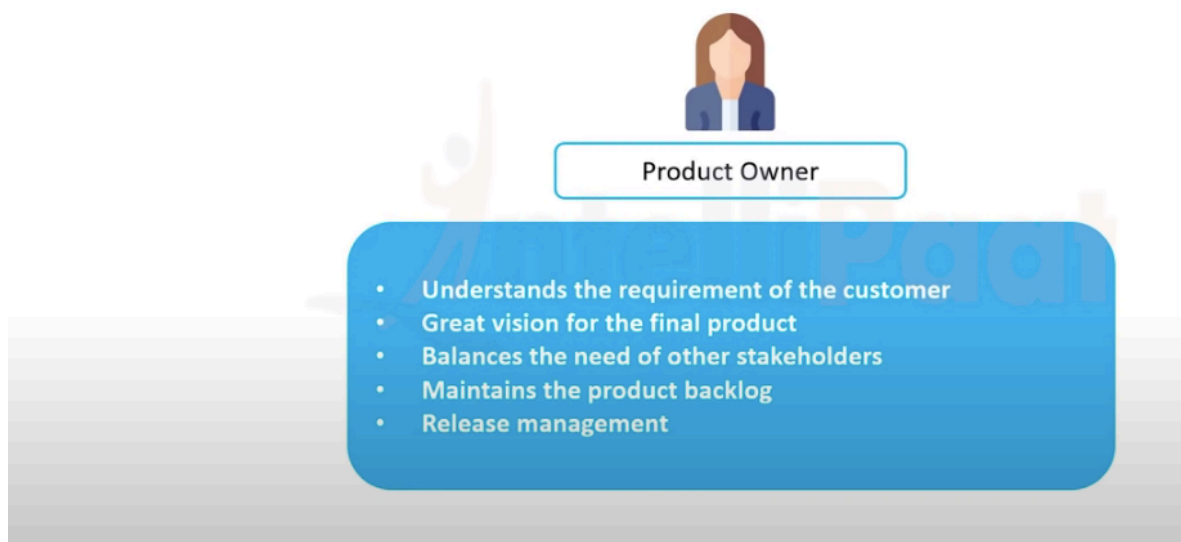 Product Owner
IntelliPaat
• Understands the requirement of the customer
• Great vision for the final product
• Balances the need of other stakeholders
• Maintains the product backlog
• Release management